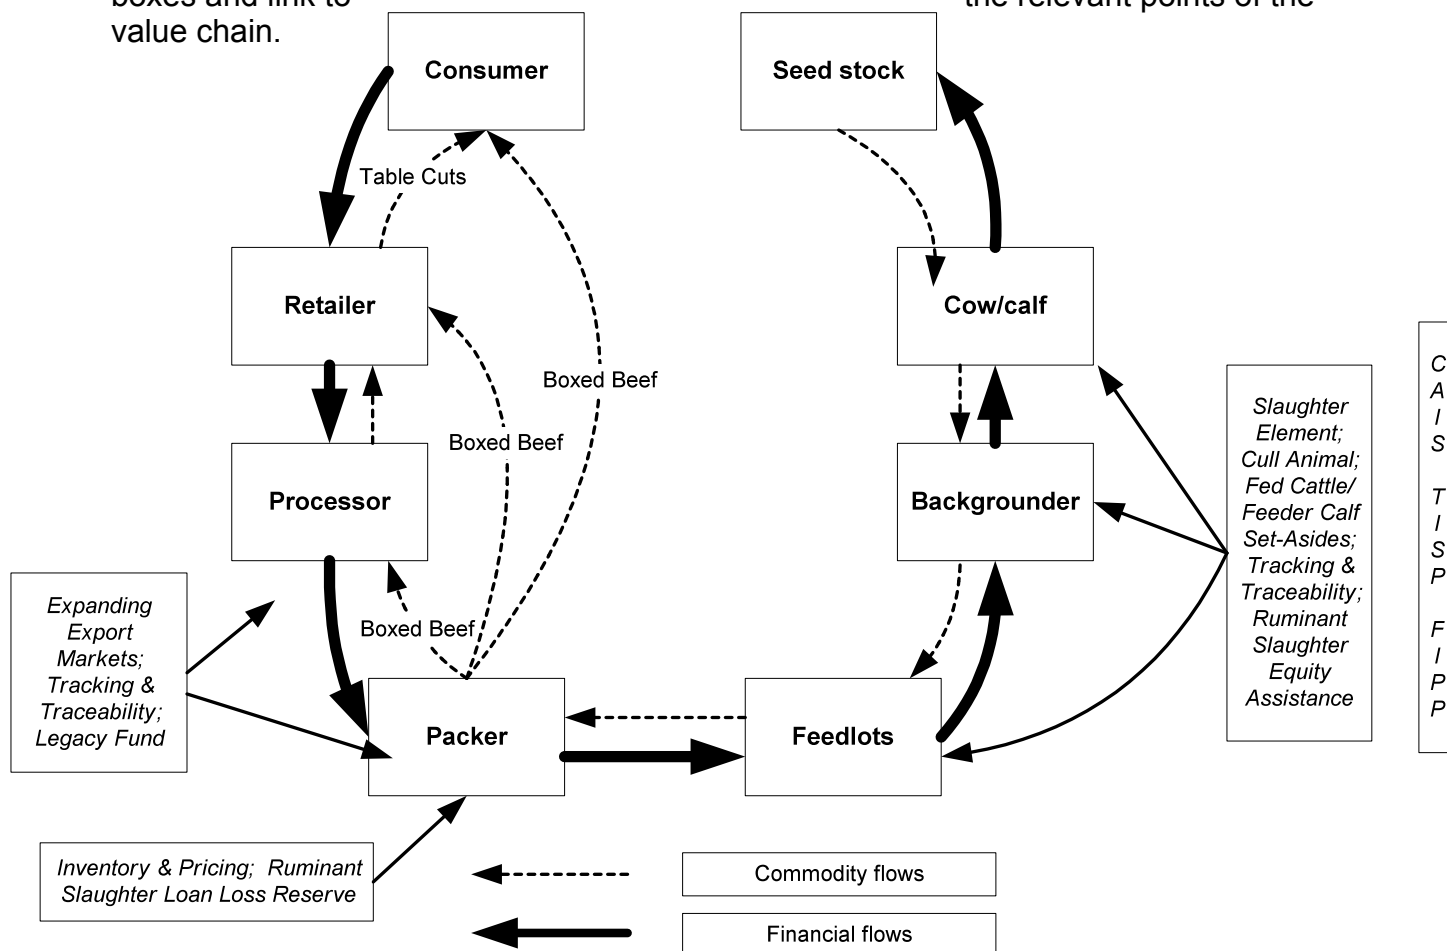 boxes and link to
value chain.
the relevant points of the
Consumer
Seed stock
Table Cuts
Retailer
Cow/calf
Boxed Beef
Boxed Beef
Processor
Backgrounder
Slaughter
Element;
Cull Animal;
Fed Cattle/
Feeder Calf
Set-Asides;
Tracking &
Traceability;
Ruminant
Slaughter
Equity
Assistance
C
A
I
S
T
I
S
P
F
I
P
P
Expanding
Export
Markets;
Tracking &
Traceability;
Legacy Fund
Boxed Beef
Packer
Feedlots
Inventory & Pricing; Ruminant
Slaughter Loan Loss Reserve
Commodity flows
Financial flows